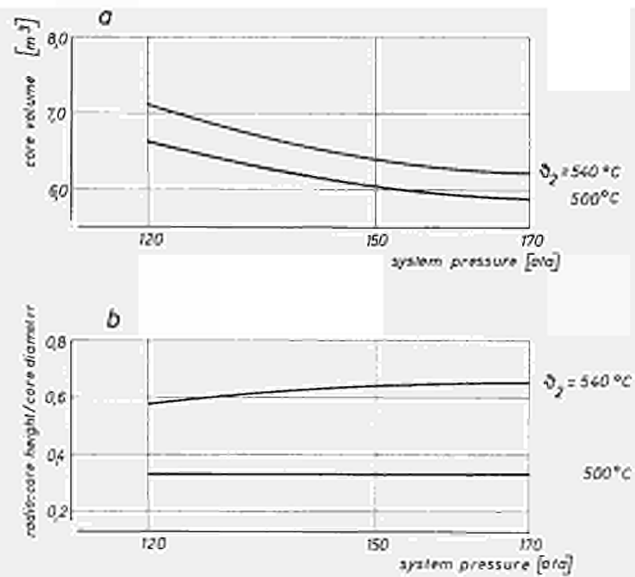 a
8,0
7,0
6,0
core volume [m³]
ϑ₂ = 540 °C
500°C
120
150
170
system pressure [ata]
b
0,8
0,6
0,4
0,2
core height/core diameter
ϑ₂ = 540 °C
500°C
120
150
170
system pressure [ata]